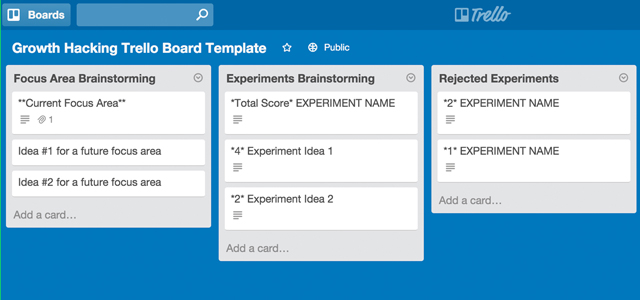 Boards
Trello
Growth Hacking Trello Board Template
Public
Focus Area Brainstorming
**Current Focus Area**
1
Idea #1 for a future focus area
Idea #2 for a future focus area
Add a card…
Experiments Brainstorming
*Total Score* EXPERIMENT NAME
*4* Experiment Idea 1
*2* Experiment Idea 2
Add a card…
Rejected Experiments
*2* EXPERIMENT NAME
*1* EXPERIMENT NAME
Add a card…